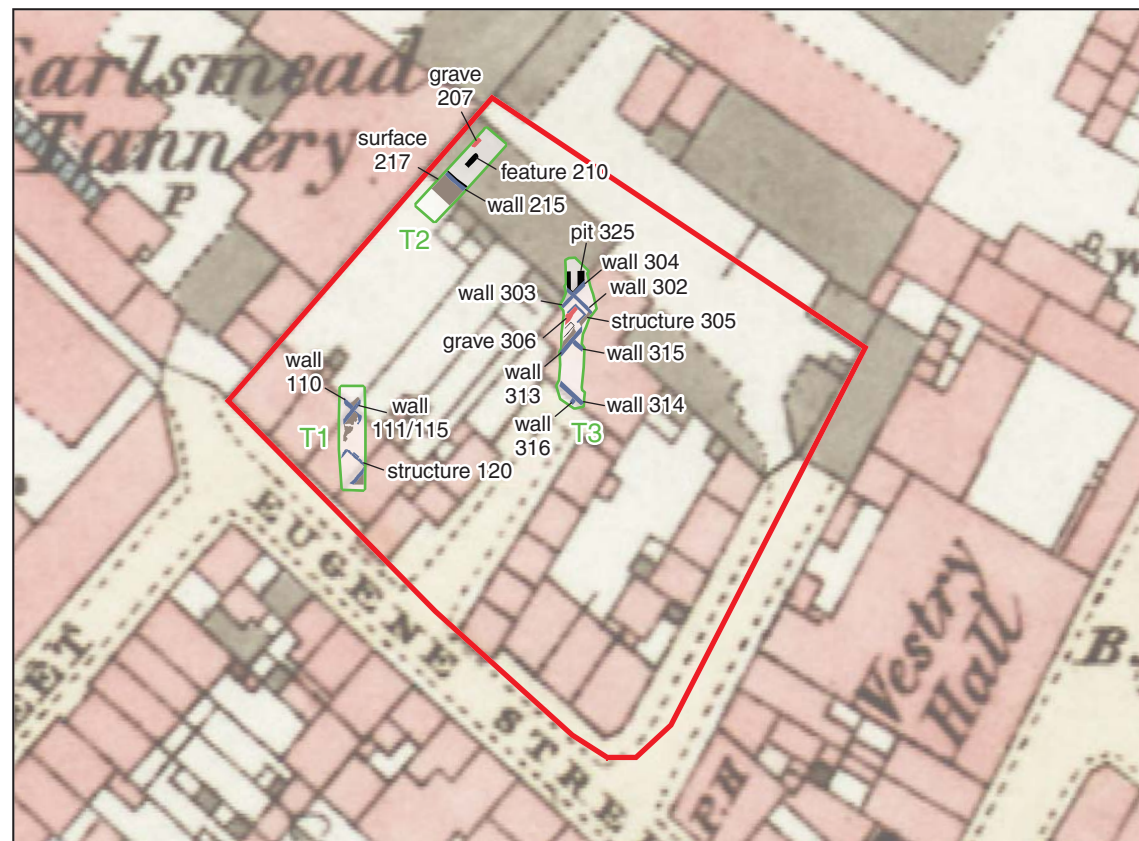 Earlsmead
Tannery
P
grave
207
surface
217
feature 210
wall 215
T2
pit 325
wall 304
wall 303
wall 302
structure 305
grave 306
wall 315
wall
313
wall 314
wall
316
T3
wall
110
wall
111/115
T1
structure 120
EUGENE STRE
EET
Vestry
Hall
P.H
B.
W